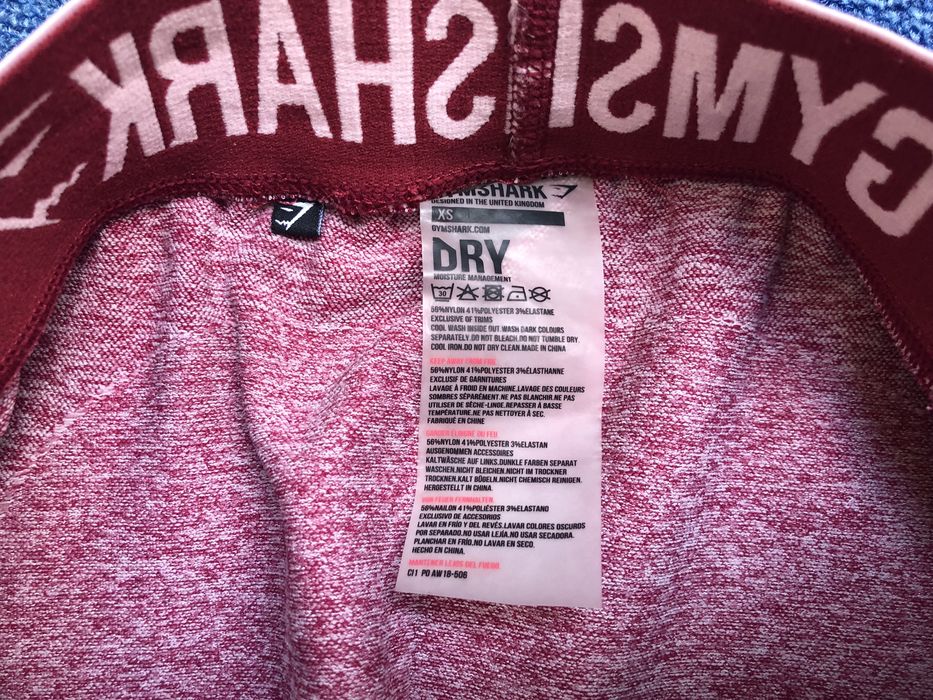 GYMSHARK
GYMSHARK
DESIGNED IN THE UNITED KINGDOM
XS
GYMSHARK.COM
DRY
MOISTURE MANAGEMENT
30
56%NYLON 41%POLYESTER 3%ELASTANE
EXCLUSIVE OF TRIMS
COOL WASH INSIDE OUT.WASH DARK COLOURS
SEPARATELY.DO NOT BLEACH.DO NOT TUMBLE DRY.
COOL IRON.DO NOT DRY CLEAN.MADE IN CHINA
KEEP AWAY FROM FIRE
56%NYLON 41%POLYESTER 3%ÉLASTHANNE
EXCLUSIF DE GARNITURES
LAVAGE À FROID EN MACHINE.LAVAGE DES COULEURS
SOMBRES SÉPARÉMENT.NE PAS BLANCHIR.NE PAS
UTILISER DE SÈCHE-LINGE.REPASSER À BASSE
TEMPÉRATURE.NE PAS NETTOYER À SEC.
FABRIQUÉ EN CHINE
GARDER ÉLOIGNÉ DU FEU
56%NYLON 41%POLYESTER 3%ELASTAN
AUSGENOMMEN ACCESSOIRES
KALTWÄSCHE AUF LINKS.DUNKLE FARBEN SEPARAT
WASCHEN.NICHT BLEICHEN.NICHT IM TROCKNER
TROCKNEN.KALT BÜGELN.NICHT CHEMISCH REINIGEN.
HERGESTELLT IN CHINA
VON FEUER FERNHALTEN.
56%NAILON 41%POLIÉSTER 3%ELASTANO
EXCLUSIVO DE ACCESORIOS
LAVAR EN FRÍO Y DEL REVÉS.LAVAR COLORES OSCUROS
POR SEPARADO.NO USAR LEJÍA.NO USAR SECADORA.
PLANCHAR EN FRÍO.NO LAVAR EN SECO.
HECHO EN CHINA.
MANTENER LEJOS DEL FUEGO.
CI1 PO AW18-506